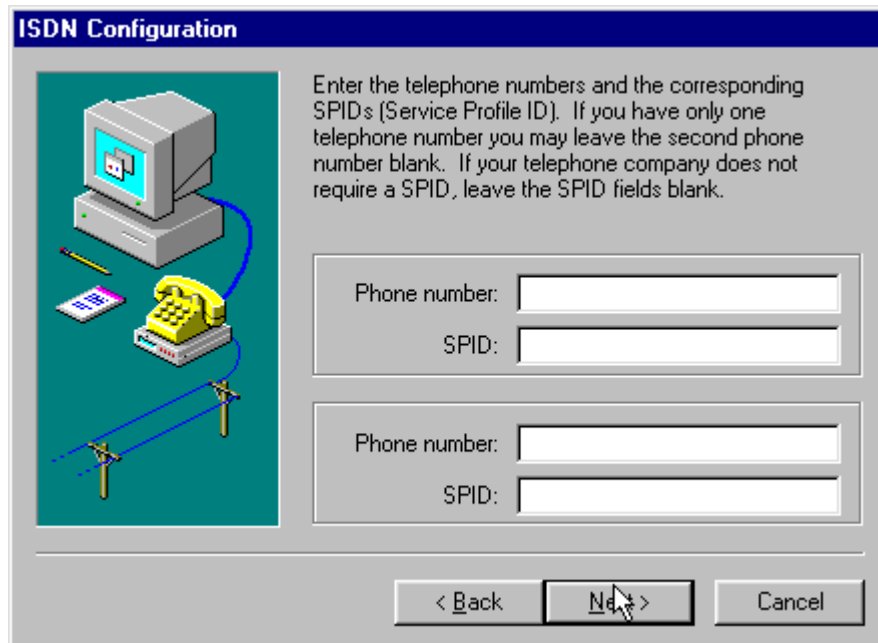 ISDN Configuration
Enter the telephone numbers and the corresponding
SPIDs (Service Profile ID). If you have only one
telephone number you may leave the second phone
number blank. If your telephone company does not
require a SPID, leave the SPID fields blank.
Phone number:
SPID:
Phone number:
SPID:
< Back
Next >
Cancel